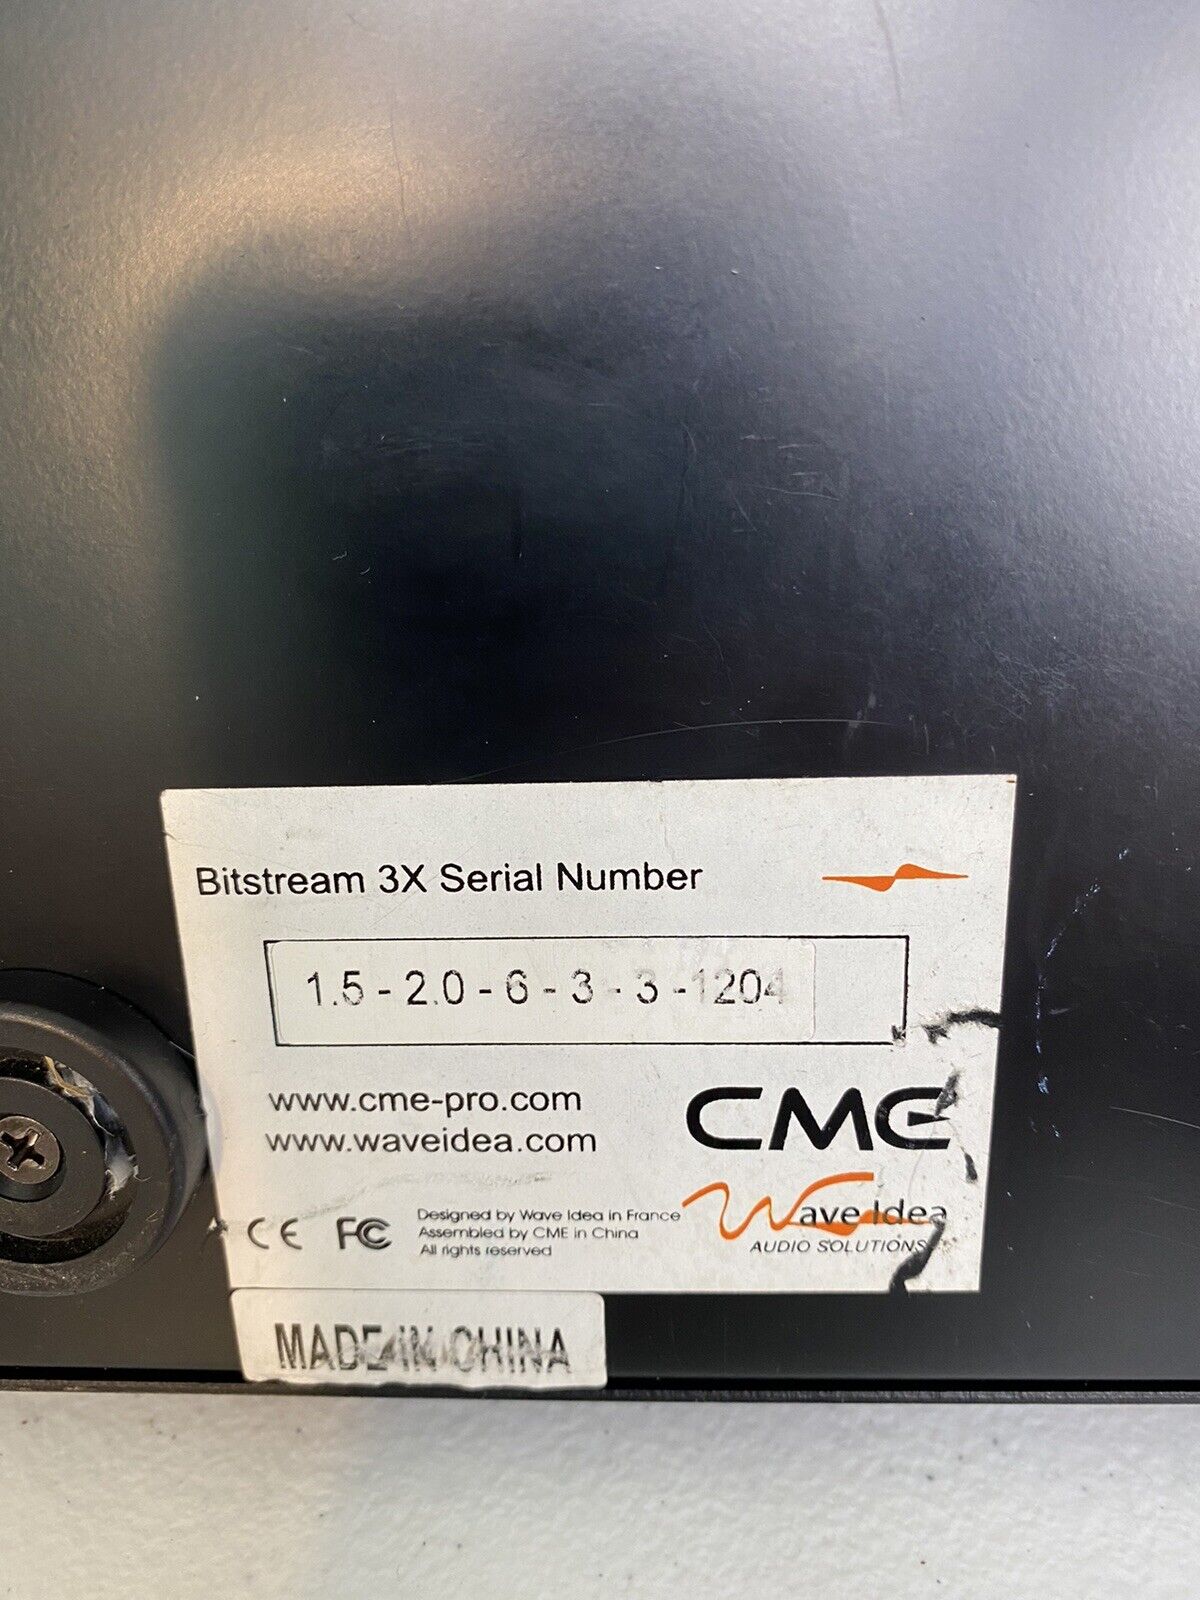 Bitstream 3X Serial Number
1.5 - 2.0 - 6 - 3 - 3 -1204
www.cme-pro.com
www.waveidea.com
CME
Wave Idea
AUDIO SOLUTIONS
CE FC
Designed by Wave Idea in France
Assembled by CME in China
All rights reserved
MADE IN CHINA